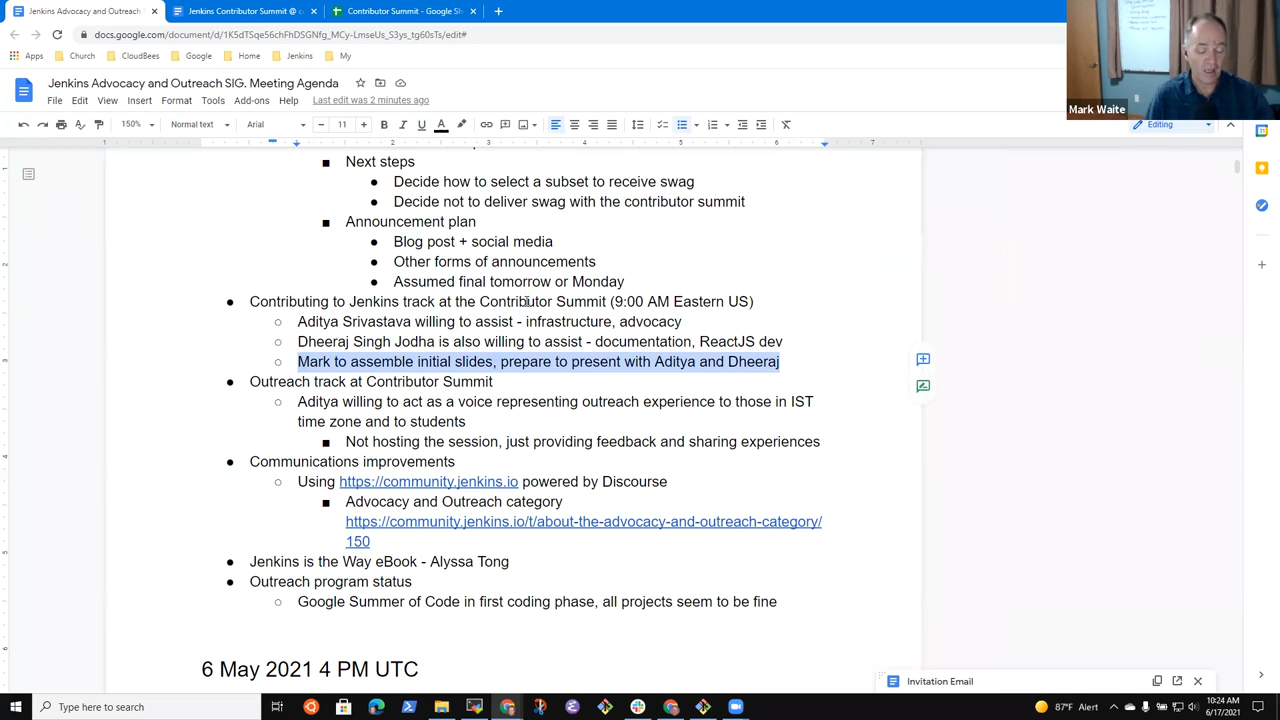 Jenkins Advocacy and Outreach
Jenkins Contributor Summit @ c
Contributor Summit - Google Sh
docs.google.com/document/d/
Apps
Church
CloudBees
Google
Home
Jenkins
My
Mark Waite
Jenkins Advocacy and Outreach SIG. Meeting Agenda
File Edit View Insert Format Tools Add-ons Help Last edit was 2 minutes ago
150% Normal text Arial 11 B I U A Editing
1 2 3 4 5 6 7
Next steps
Decide how to select a subset to receive swag
Decide not to deliver swag with the contributor summit
Announcement plan
Blog post + social media
Other forms of announcements
Assumed final tomorrow or Monday
Contributing to Jenkins track at the Contributor Summit (9:00 AM Eastern US)
Aditya Srivastava willing to assist - infrastructure, advocacy
Dheeraj Singh Jodha is also willing to assist - documentation, ReactJS dev
Mark to assemble initial slides, prepare to present with Aditya and Dheeraj
Outreach track at Contributor Summit
Aditya willing to act as a voice representing outreach experience to those in IST
time zone and to students
Not hosting the session, just providing feedback and sharing experiences
Communications improvements
Using https://community.jenkins.io powered by Discourse
Advocacy and Outreach category
https://community.jenkins.io/t/about-the-advocacy-and-outreach-category/
150
Jenkins is the Way eBook - Alyssa Tong
Outreach program status
Google Summer of Code in first coding phase, all projects seem to be fine
6 May 2021 4 PM UTC
Invitation Email
Type here to search
87°F Alert
10:24 AM
6/17/2021